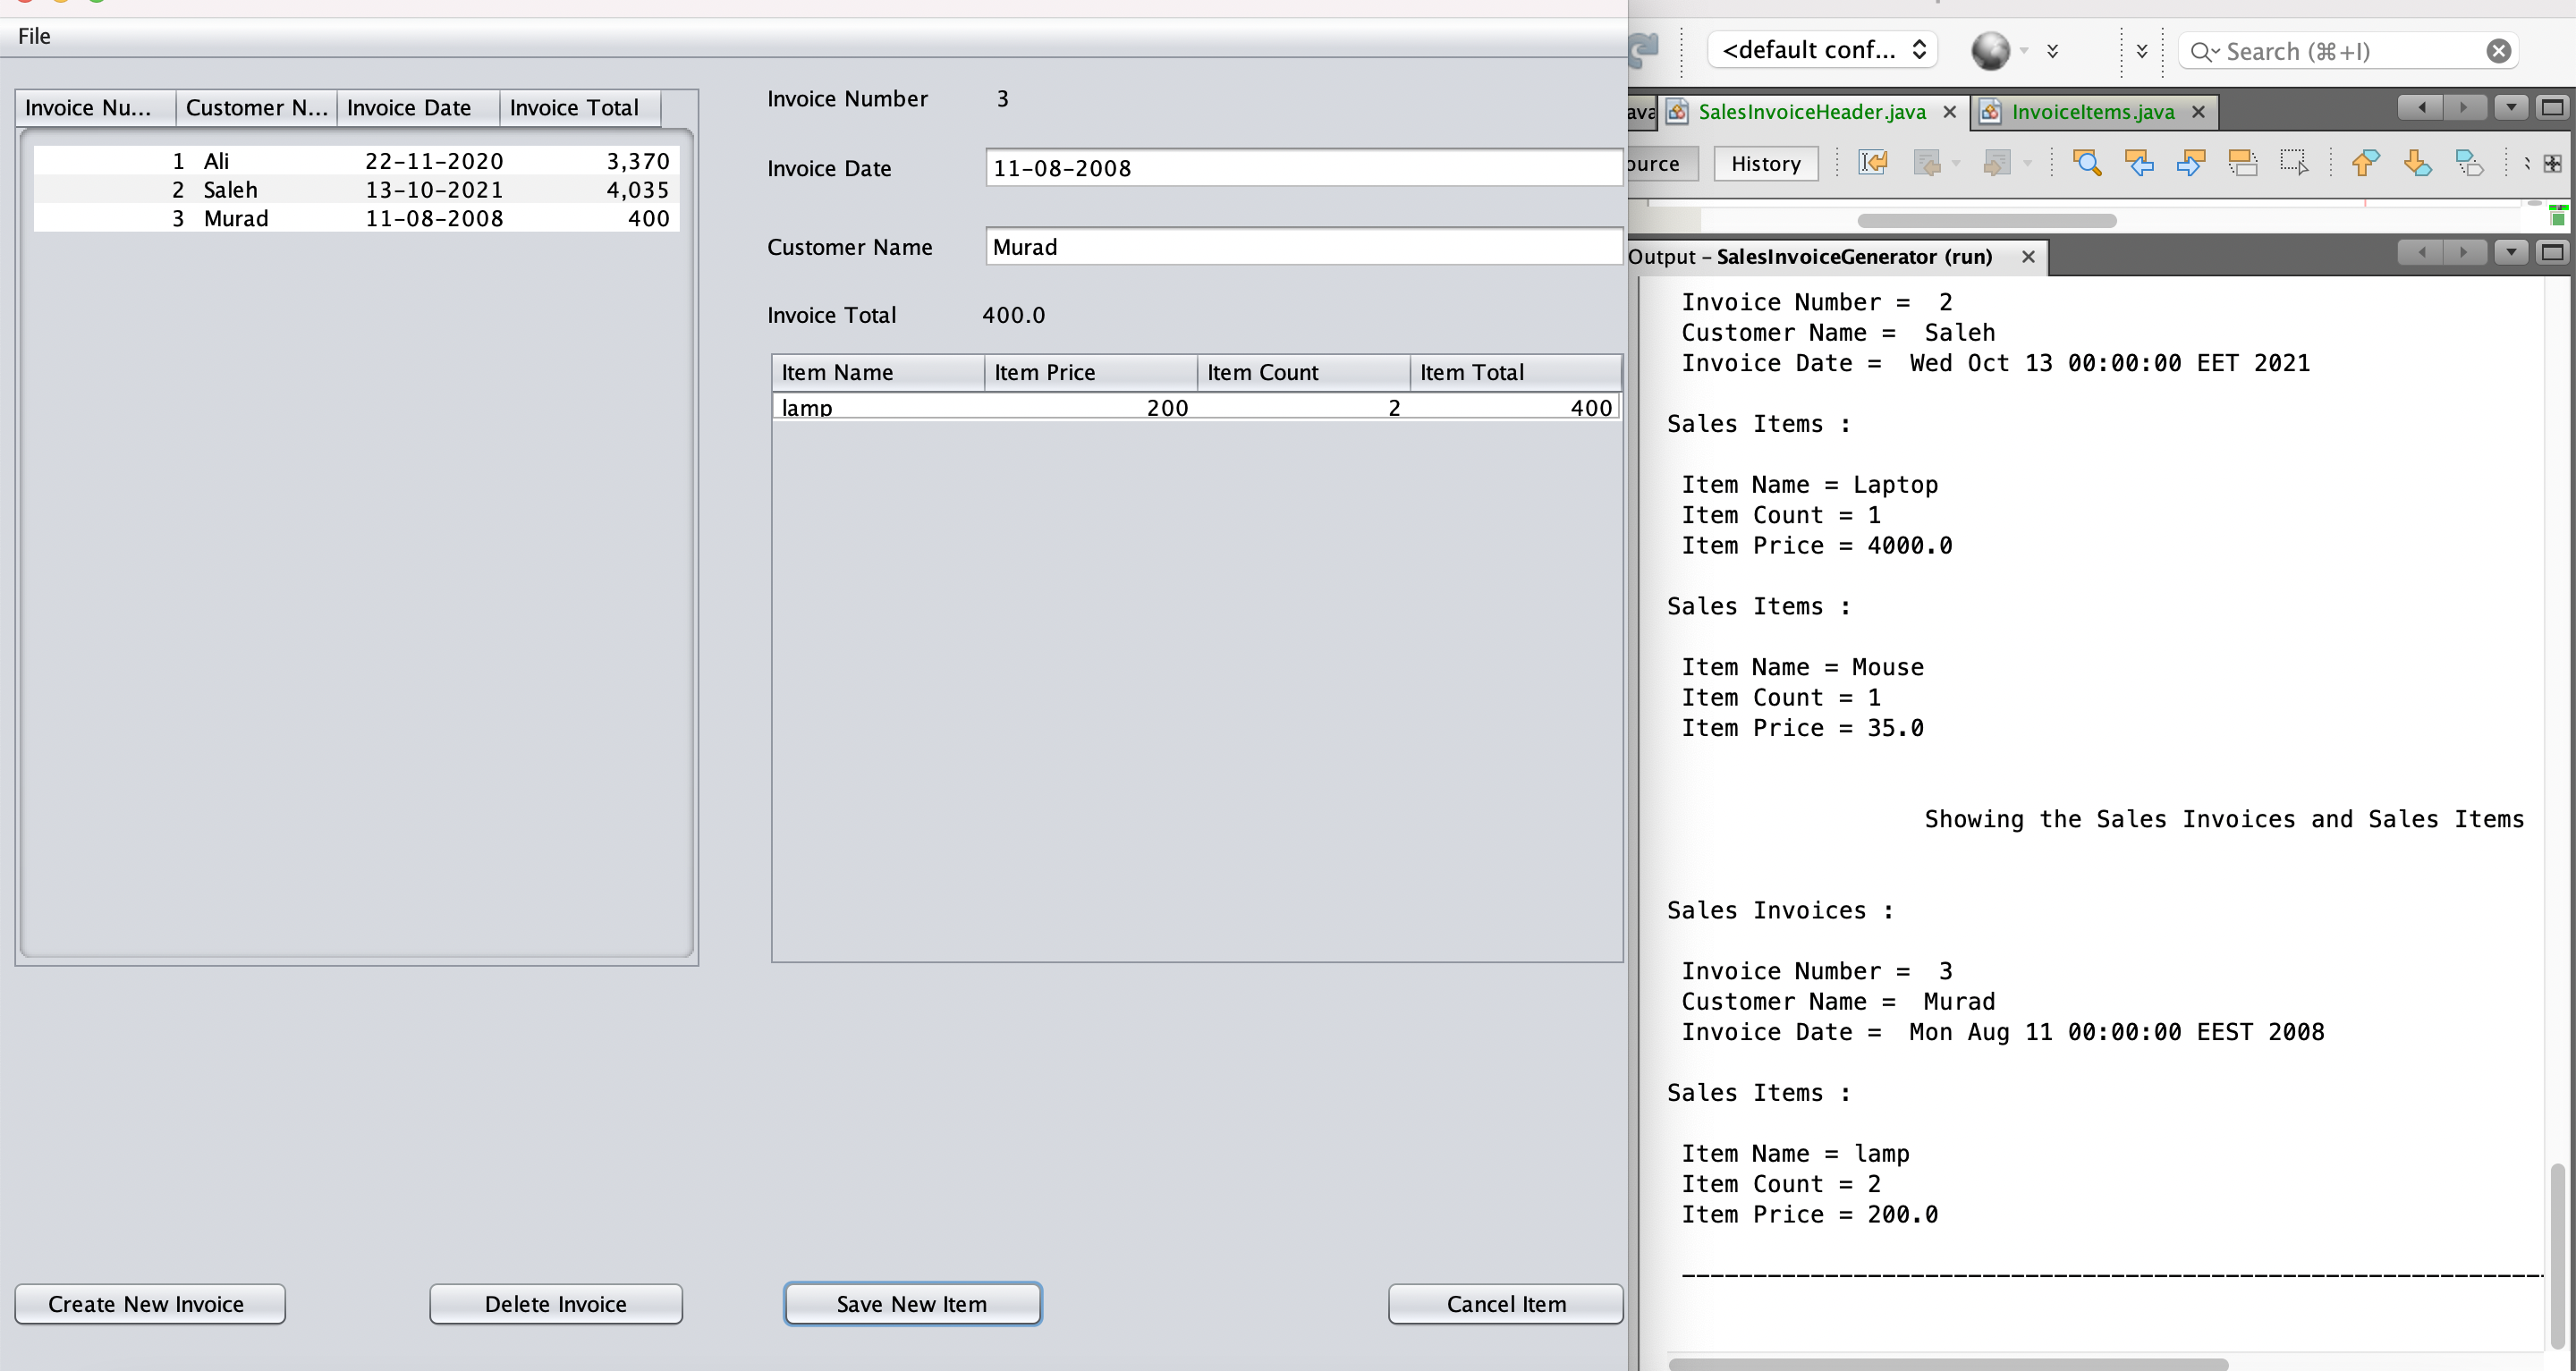 File
Invoice Nu... Customer N... Invoice Date Invoice Total
1 Ali 22-11-2020 3,370
2 Saleh 13-10-2021 4,035
3 Murad 11-08-2008 400
Invoice Number 3
Invoice Date 11-08-2008
Customer Name Murad
Invoice Total 400.0
Item Name Item Price Item Count Item Total
lamp 200 2 400
Create New Invoice Delete Invoice Save New Item Cancel Item
<default conf... Search (⌘+I)
ava SalesInvoiceHeader.java InvoiceItems.java
ource History
Output - SalesInvoiceGenerator (run)
Invoice Number = 2
Customer Name = Saleh
Invoice Date = Wed Oct 13 00:00:00 EET 2021
Sales Items :
Item Name = Laptop
Item Count = 1
Item Price = 4000.0
Sales Items :
Item Name = Mouse
Item Count = 1
Item Price = 35.0
Showing the Sales Invoices and Sales Items
Sales Invoices :
Invoice Number = 3
Customer Name = Murad
Invoice Date = Mon Aug 11 00:00:00 EEST 2008
Sales Items :
Item Name = lamp
Item Count = 2
Item Price = 200.0